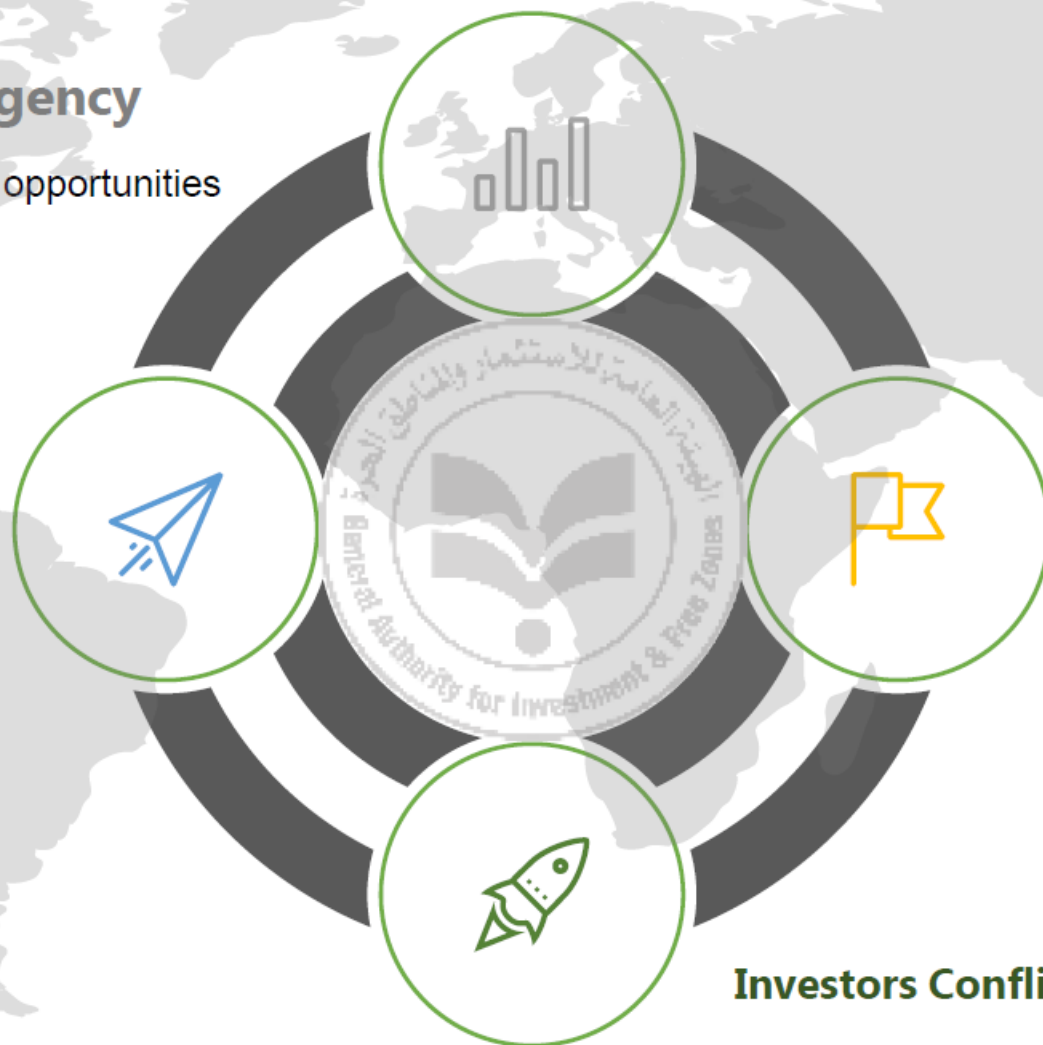 gency
opportunities
الهيئة العامة للاستثمار والمناطق الحرة
General Authority for Investment & Free Zones
Investors Confli